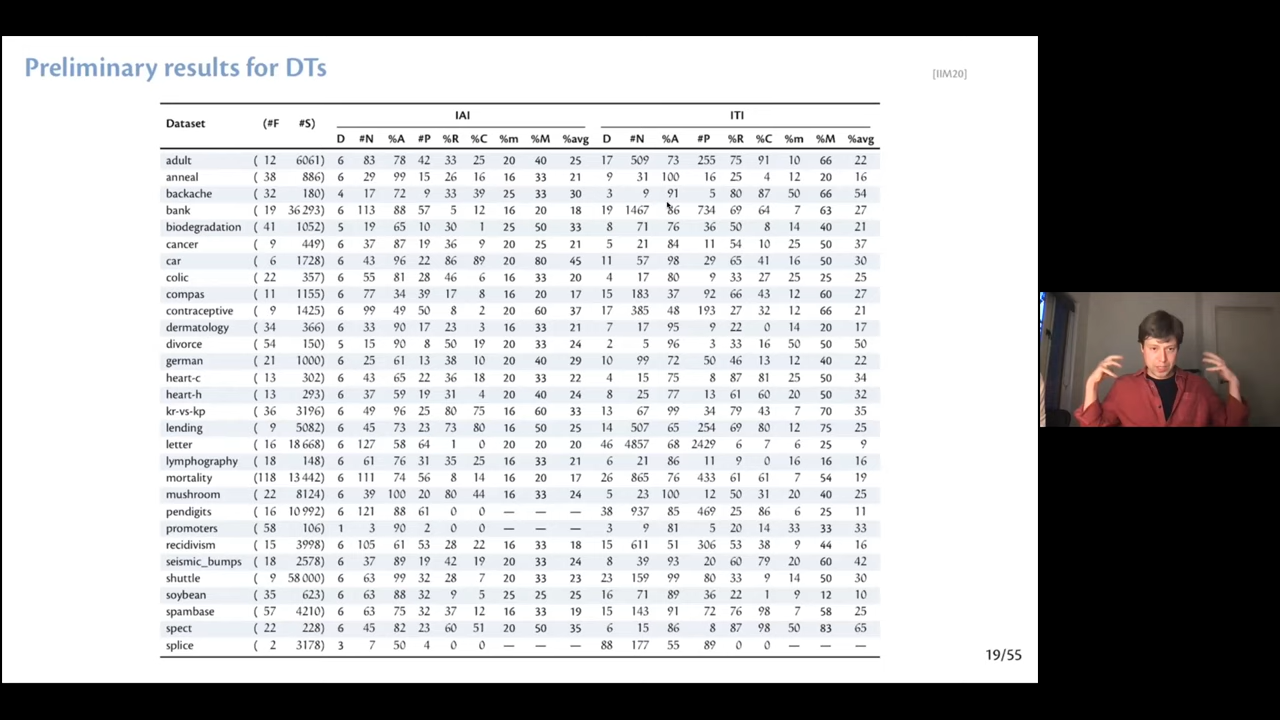 Preliminary results for DTs
[IIM20]
IAI ITI
Dataset (#F #S) D #N %A #P %R %C %m %M %avg D #N %A #P %R %C %m %M %avg
adult ( 12 6061) 6 83 78 42 33 25 20 40 25 17 509 73 255 75 91 10 66 22
anneal ( 38 886) 6 29 99 15 26 16 16 33 21 9 31 100 16 25 4 12 20 16
backache ( 32 180) 4 17 72 9 33 39 25 33 30 3 9 91 5 80 87 50 66 54
bank ( 19 36 293) 6 113 88 57 5 12 16 20 18 19 1467 86 734 69 64 7 63 27
biodegradation ( 41 1052) 5 19 65 10 30 1 25 50 33 8 71 76 36 50 8 14 40 21
cancer ( 9 449) 6 37 87 19 36 9 20 25 21 5 21 84 11 54 10 25 50 37
car ( 6 1728) 6 43 96 22 86 89 20 80 45 11 57 98 29 65 41 16 50 30
colic ( 22 357) 6 55 81 28 46 6 16 33 20 4 17 80 9 33 27 25 25 25
compas ( 11 1155) 6 77 34 39 17 8 16 20 17 15 183 37 92 66 43 12 60 27
contraceptive ( 9 1425) 6 99 49 50 8 2 20 60 37 17 385 48 193 27 32 12 66 21
dermatology ( 34 366) 6 33 90 17 23 3 16 33 21 7 17 95 9 22 0 14 20 17
divorce ( 54 150) 5 15 90 8 50 19 20 33 24 2 5 96 3 33 16 50 50 50
german ( 21 1000) 6 25 61 13 38 10 20 40 29 10 99 72 50 46 13 12 40 22
heart-c ( 13 302) 6 43 65 22 36 18 20 33 22 4 15 75 8 87 81 25 50 34
heart-h ( 13 293) 6 37 59 19 31 4 20 40 24 8 25 77 13 61 60 20 50 32
kr-vs-kp ( 36 3196) 6 49 96 25 80 75 16 60 33 13 67 99 34 79 43 7 70 35
lending ( 9 5082) 6 45 73 23 73 80 16 50 25 14 507 65 254 69 80 12 75 25
letter ( 16 18 668) 6 127 58 64 1 0 20 20 20 46 4857 68 2429 6 7 6 25 9
lymphography ( 18 148) 6 61 76 31 35 25 16 33 21 6 21 86 11 9 0 16 16 16
mortality (118 13 442) 6 111 74 56 8 14 16 20 17 26 865 76 433 61 61 7 54 19
mushroom ( 22 8124) 6 39 100 20 80 44 16 33 24 5 23 100 12 50 31 20 40 25
pendigits ( 16 10 992) 6 121 88 61 0 0 — — — 38 937 85 469 25 86 6 25 11
promoters ( 58 106) 1 3 90 2 0 0 — — — 3 9 81 5 20 14 33 33 33
recidivism ( 15 3998) 6 105 61 53 28 22 16 33 18 15 611 51 306 53 38 9 44 16
seismic_bumps ( 18 2578) 6 37 89 19 42 19 20 33 24 8 39 93 20 60 79 20 60 42
shuttle ( 9 58 000) 6 63 99 32 28 7 20 33 23 23 159 99 80 33 9 14 50 30
soybean ( 35 623) 6 63 88 32 9 5 25 25 25 16 71 89 36 22 1 9 12 10
spambase ( 57 4210) 6 63 75 32 37 12 16 33 19 15 143 91 72 76 98 7 58 25
spect ( 22 228) 6 45 82 23 60 51 20 50 35 6 15 86 8 87 98 50 83 65
splice ( 2 3178) 3 7 50 4 0 0 — — — 88 177 55 89 0 0 — — —
19/55